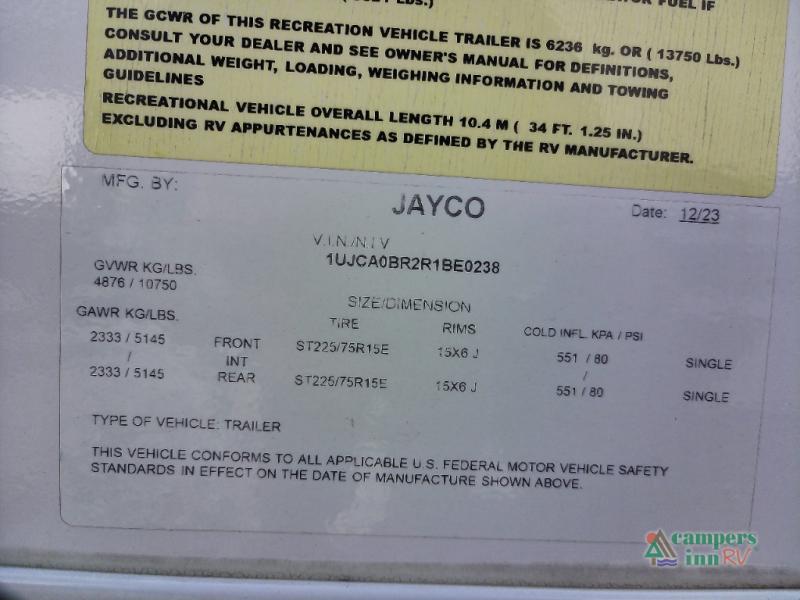 LBS.)
FUEL IF
THE GCWR OF THIS RECREATION VEHICLE TRAILER IS 6236 kg. OR ( 13750 Lbs.)
CONSULT YOUR DEALER AND SEE OWNER'S MANUAL FOR DEFINITIONS,
ADDITIONAL WEIGHT, LOADING, WEIGHING INFORMATION AND TOWING
GUIDELINES
RECREATIONAL VEHICLE OVERALL LENGTH 10.4 M ( 34 FT. 1.25 IN.)
EXCLUDING RV APPURTENANCES AS DEFINED BY THE RV MANUFACTURER.
MFG. BY: JAYCO Date: 12/23
V.I.N./N.I V
1UJCA0BR2R1BE0238
GVWR KG/LBS.
4876 / 10750
SIZE/DIMENSION
GAWR KG/LBS. TIRE RIMS COLD INFL. KPA / PSI
2333 / 5145 FRONT ST225/75R15E 15X6 J 551 / 80 SINGLE
/ INT /
2333 / 5145 REAR ST225/75R15E 15X6 J 551 / 80 SINGLE
TYPE OF VEHICLE: TRAILER
THIS VEHICLE CONFORMS TO ALL APPLICABLE U.S. FEDERAL MOTOR VEHICLE SAFETY
STANDARDS IN EFFECT ON THE DATE OF MANUFACTURE SHOWN ABOVE.
campers
inn RV